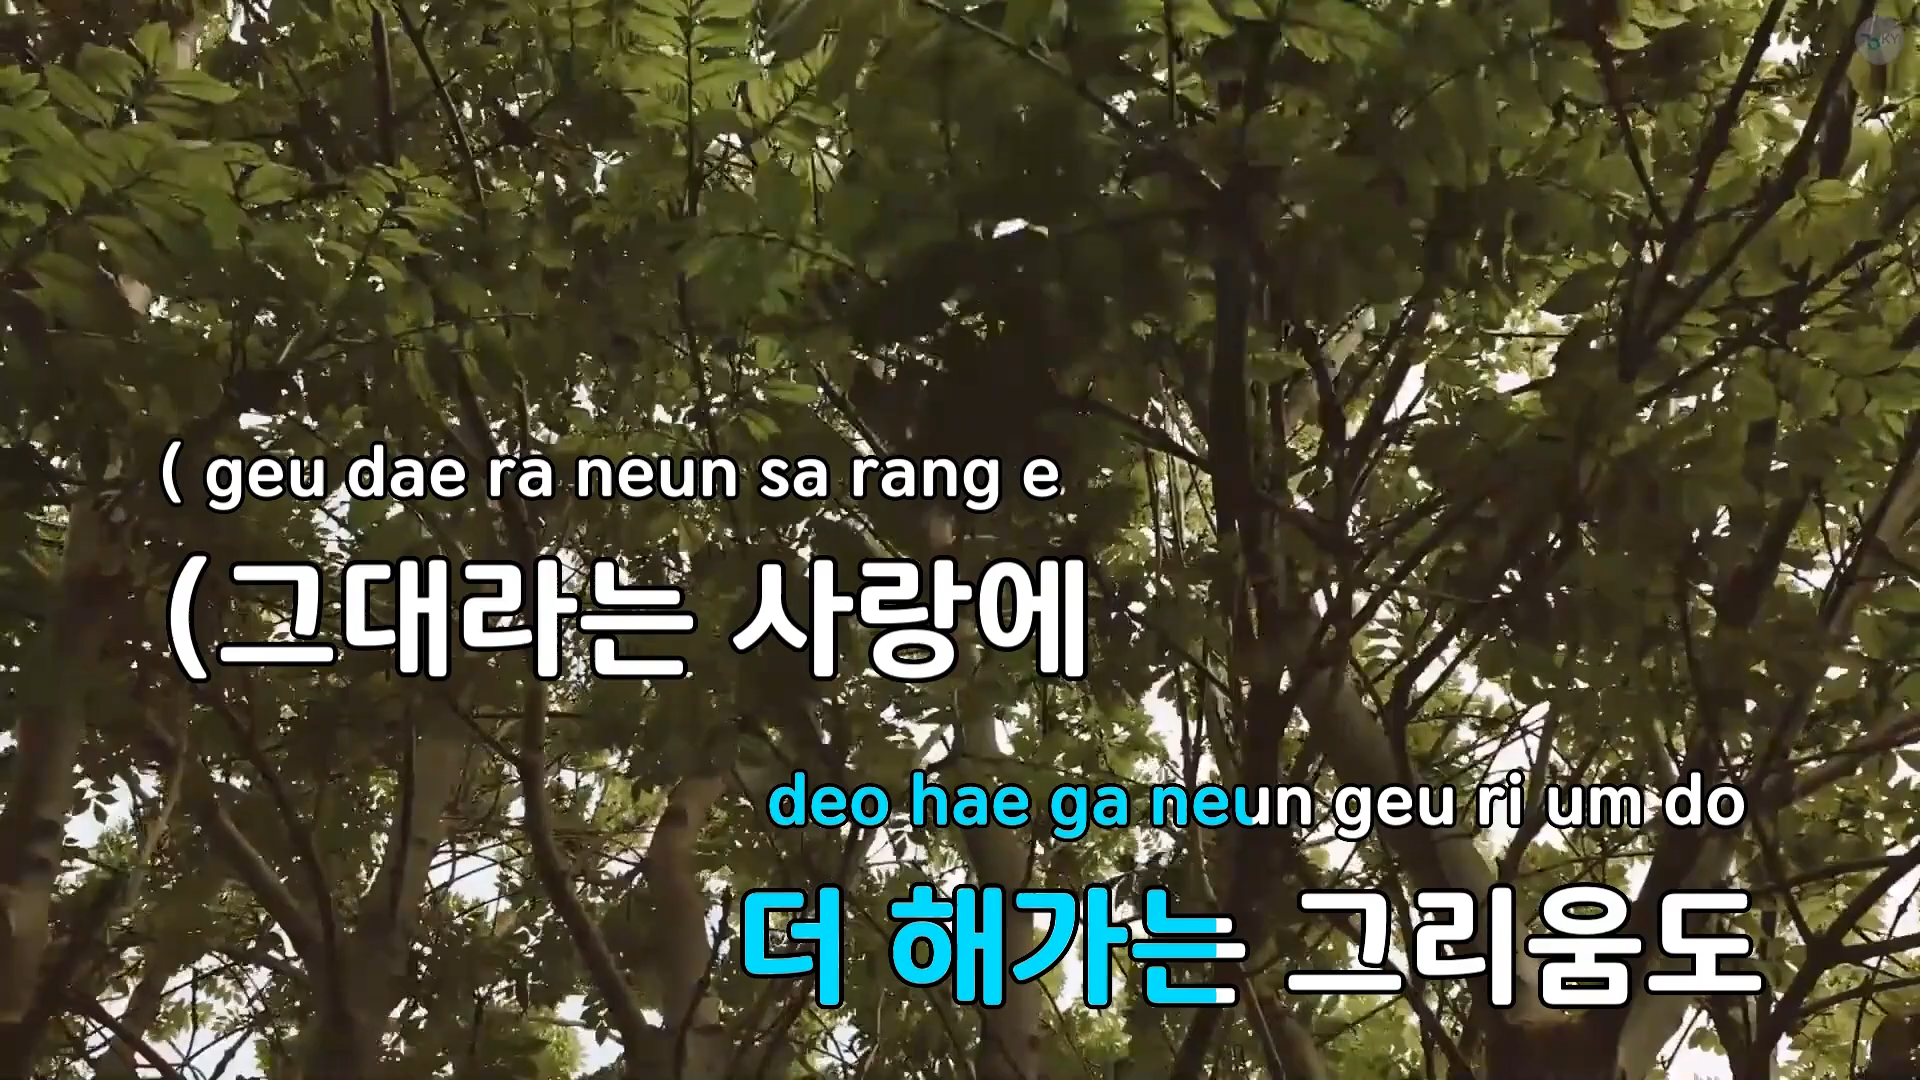 ( geu dae ra neun sa rang e
(그대라는 사랑에
deo hae ga neun geu ri um do
더 해가는 그리움도
KY